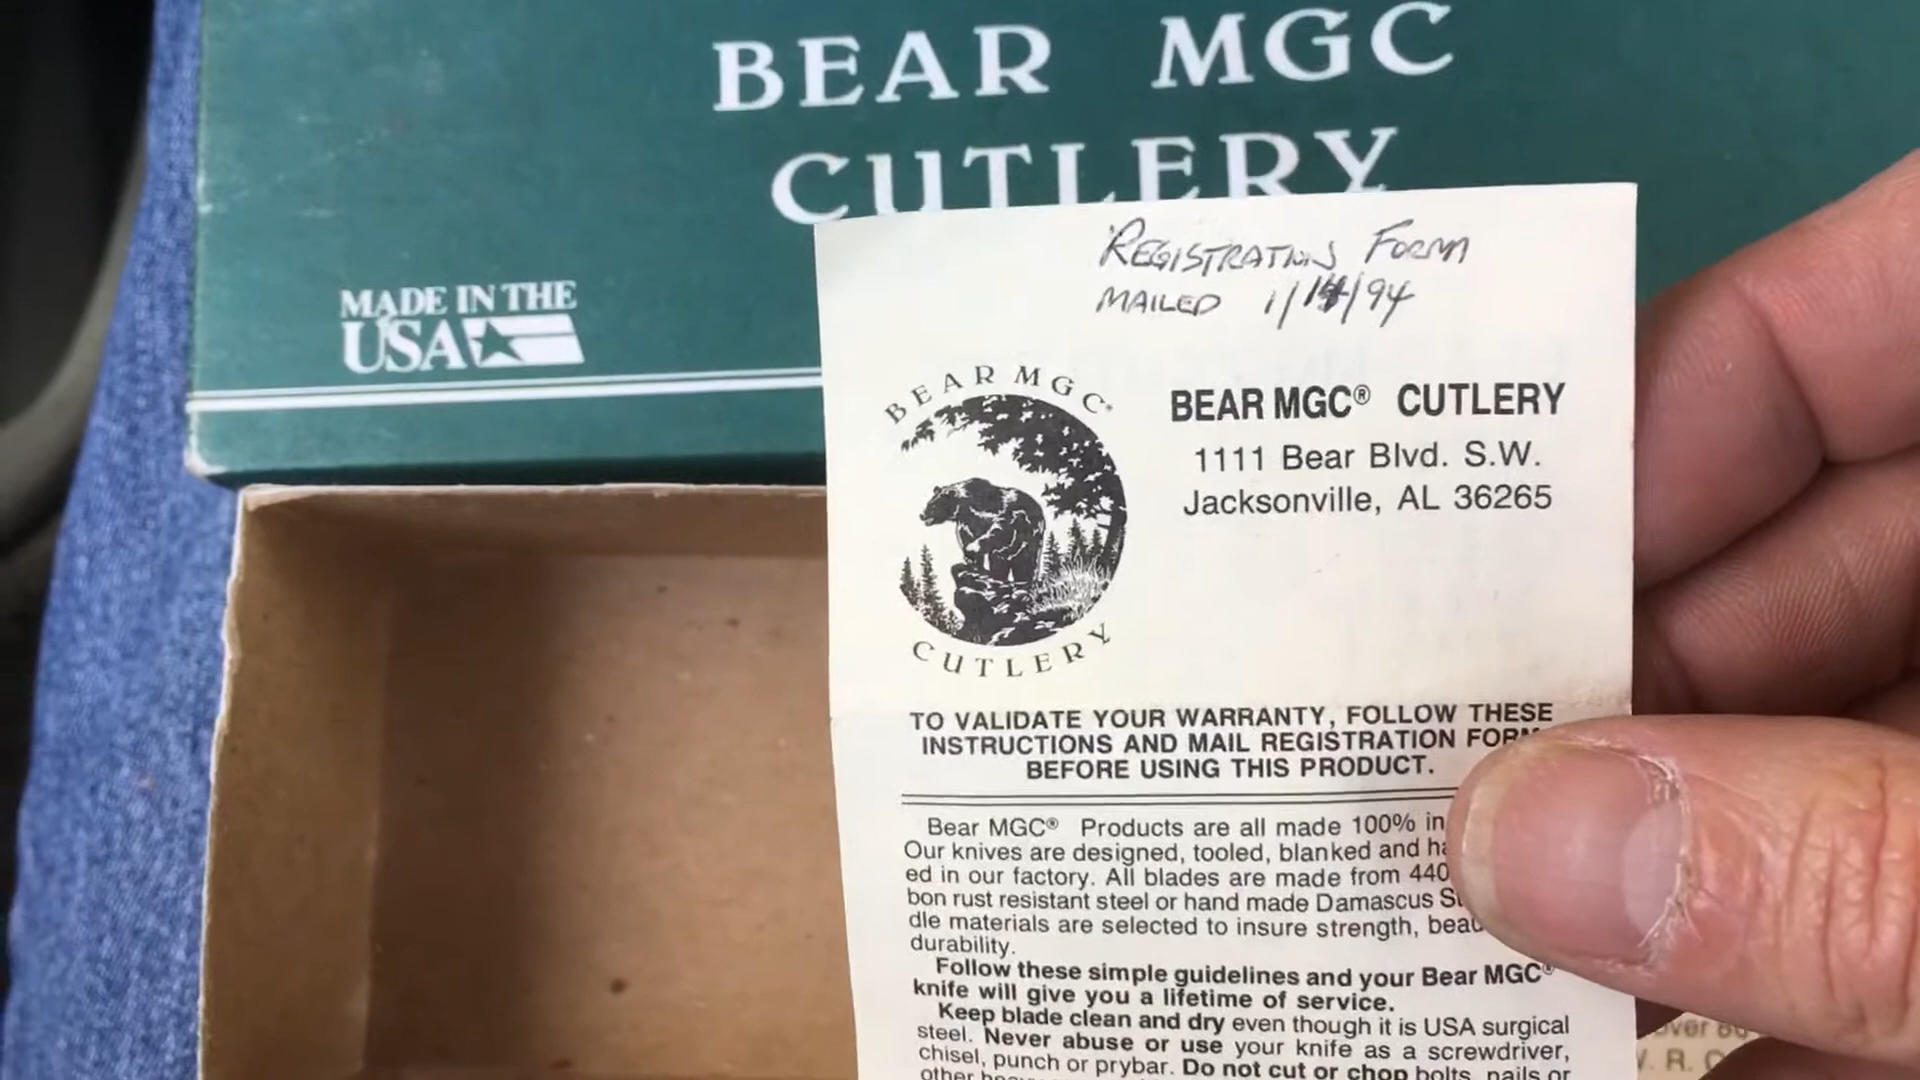 BEAR MGC
CUTLERY
MADE IN THE
USA
REGISTRATION FORM
MAILED 1/14/94
BEAR MGC®
CUTLERY
BEAR MGC® CUTLERY
1111 Bear Blvd. S.W.
Jacksonville, AL 36265
TO VALIDATE YOUR WARRANTY, FOLLOW THESE
INSTRUCTIONS AND MAIL REGISTRATION FORM
BEFORE USING THIS PRODUCT.
Bear MGC® Products are all made 100% in
Our knives are designed, tooled, blanked and
ed in our factory. All blades are made from 440
bon rust resistant steel or hand made Damascus
dle materials are selected to insure strength,
durability.
Follow these simple guidelines and your Bear MGC®
knife will give you a lifetime of service.
Keep blade clean and dry even though it is USA surgical
steel. Never abuse or use your knife as a screwdriver,
chisel, punch or prybar. Do not cut or chop bolts, nails or
other